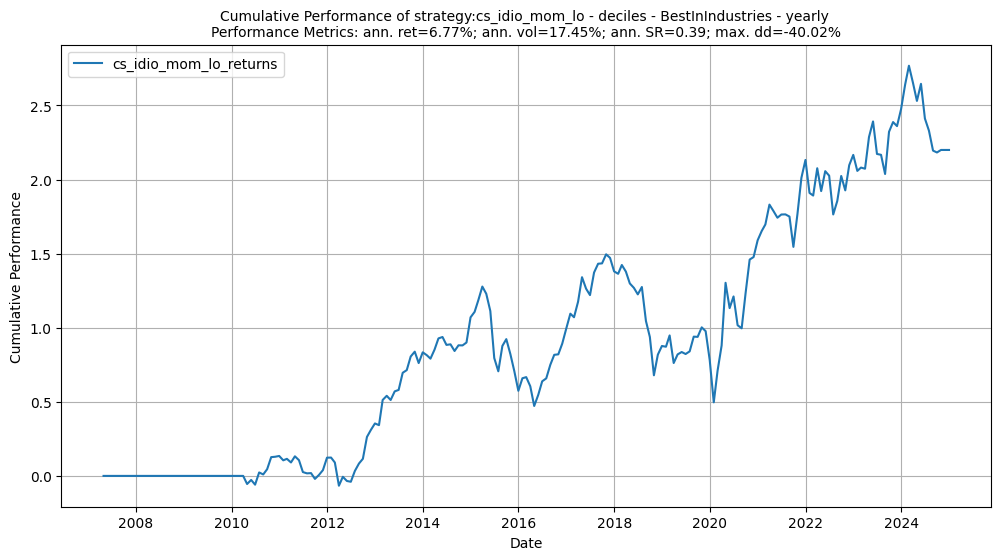 Cumulative Performance of strategy:cs_idio_mom_lo - deciles - BestInIndustries - yearly
Performance Metrics: ann. ret=6.77%; ann. vol=17.45%; ann. SR=0.39; max. dd=-40.02%
cs_idio_mom_lo_returns
Cumulative Performance
2.5
2.0
1.5
1.0
0.5
0.0
2008 2010 2012 2014 2016 2018 2020 2022 2024
Date